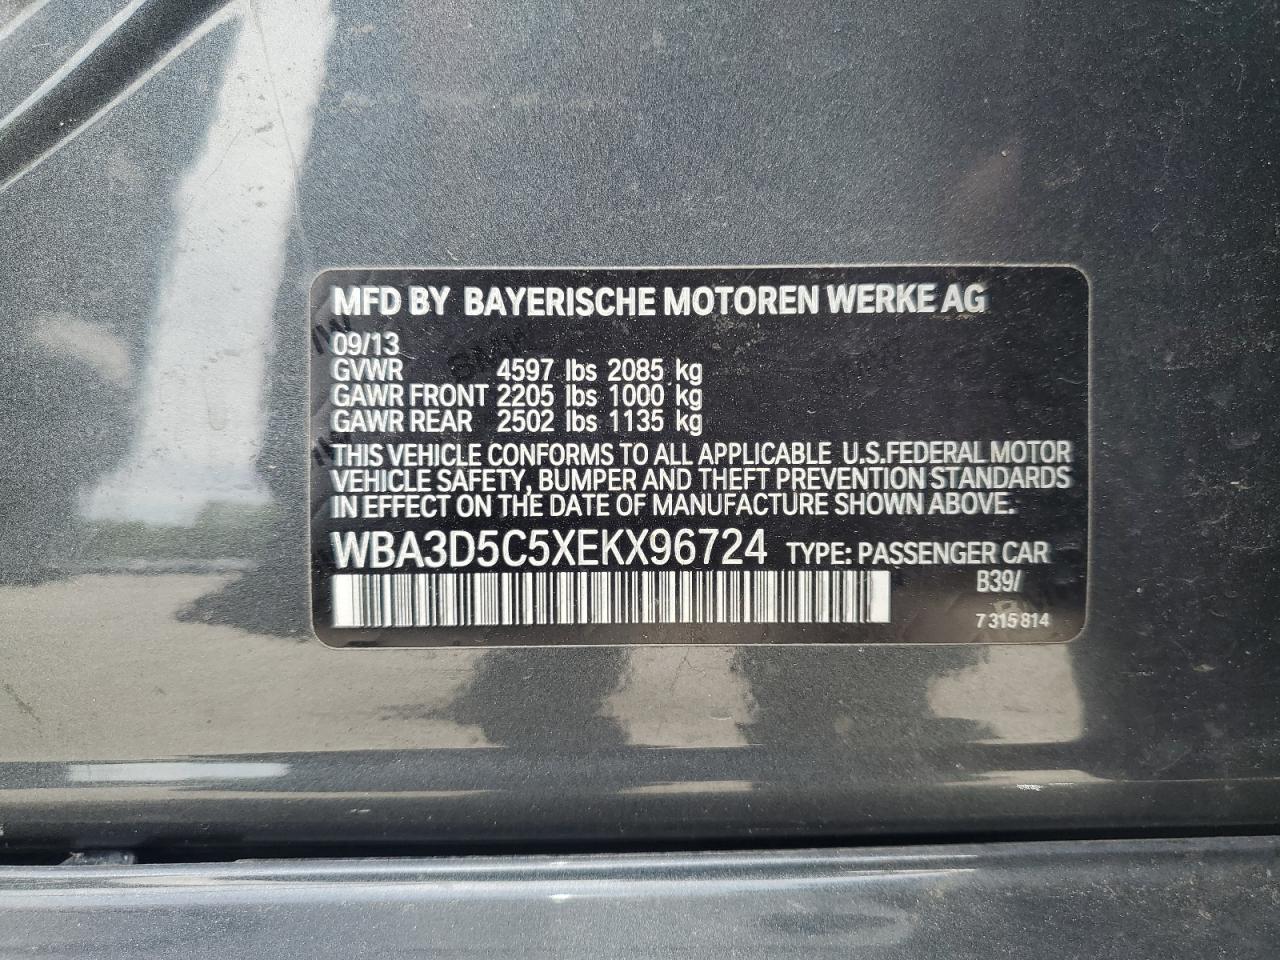 MFD BY BAYERISCHE MOTOREN WERKE AG
09/13
GVWR 4597 lbs 2085 kg
GAWR FRONT 2205 lbs 1000 kg
GAWR REAR 2502 lbs 1135 kg
THIS VEHICLE CONFORMS TO ALL APPLICABLE U.S.FEDERAL MOTOR
VEHICLE SAFETY, BUMPER AND THEFT PREVENTION STANDARDS
IN EFFECT ON THE DATE OF MANUFACTURE SHOWN ABOVE.
WBA3D5C5XEKX96724 TYPE: PASSENGER CAR
B39/
7 315 814